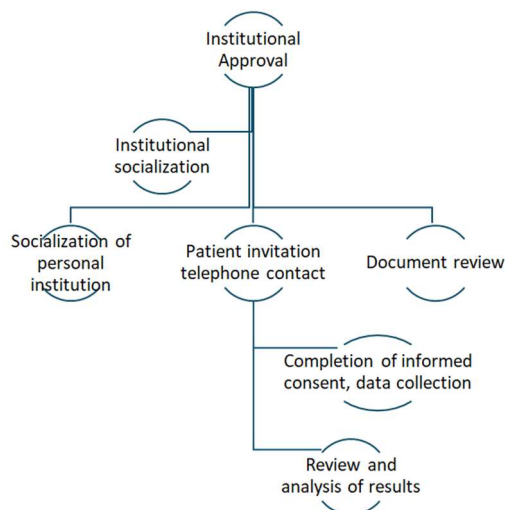 Institutional
Approval
Institutional
socialization
Socialization of
personal
institution
Patient invitation
telephone contact
Document review
Completion of informed
consent, data collection
Review and
analysis of results